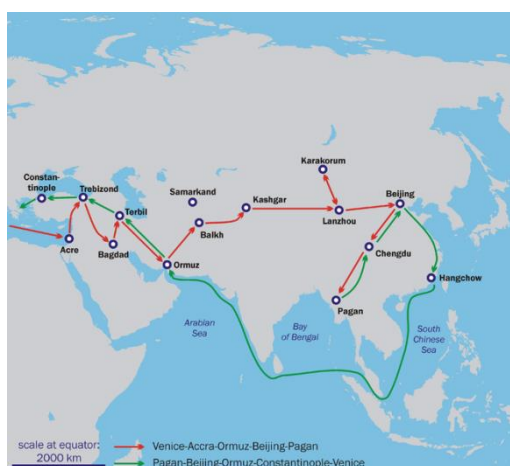 Karakorum
Constan-
tinople
Trebizond
Samarkand
Kashgar
Beijing
Terbil
Balkh
Lanzhou
Acre
Bagdad
Ormuz
Chengdu
Hangchow
Pagan
Arabian
Sea
Bay
of Bengal
South
Chinese
Sea
scale at equator:
2000 km
Venice-Accra-Ormuz-Beijing-Pagan
Pagan-Beijing-Ormuz-Constantinople-Venice